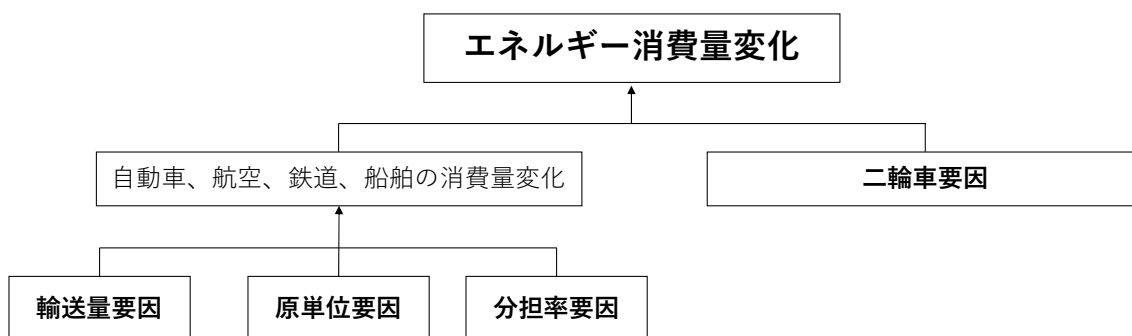 エネルギー消費量変化
自動車、航空、鉄道、船舶の消費量変化
二輪車要因
輸送量要因
原単位要因
分担率要因